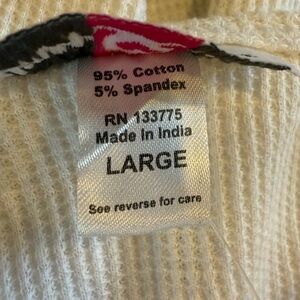 95% Cotton
5% Spandex
RN 133775
Made In India
LARGE
See reverse for care